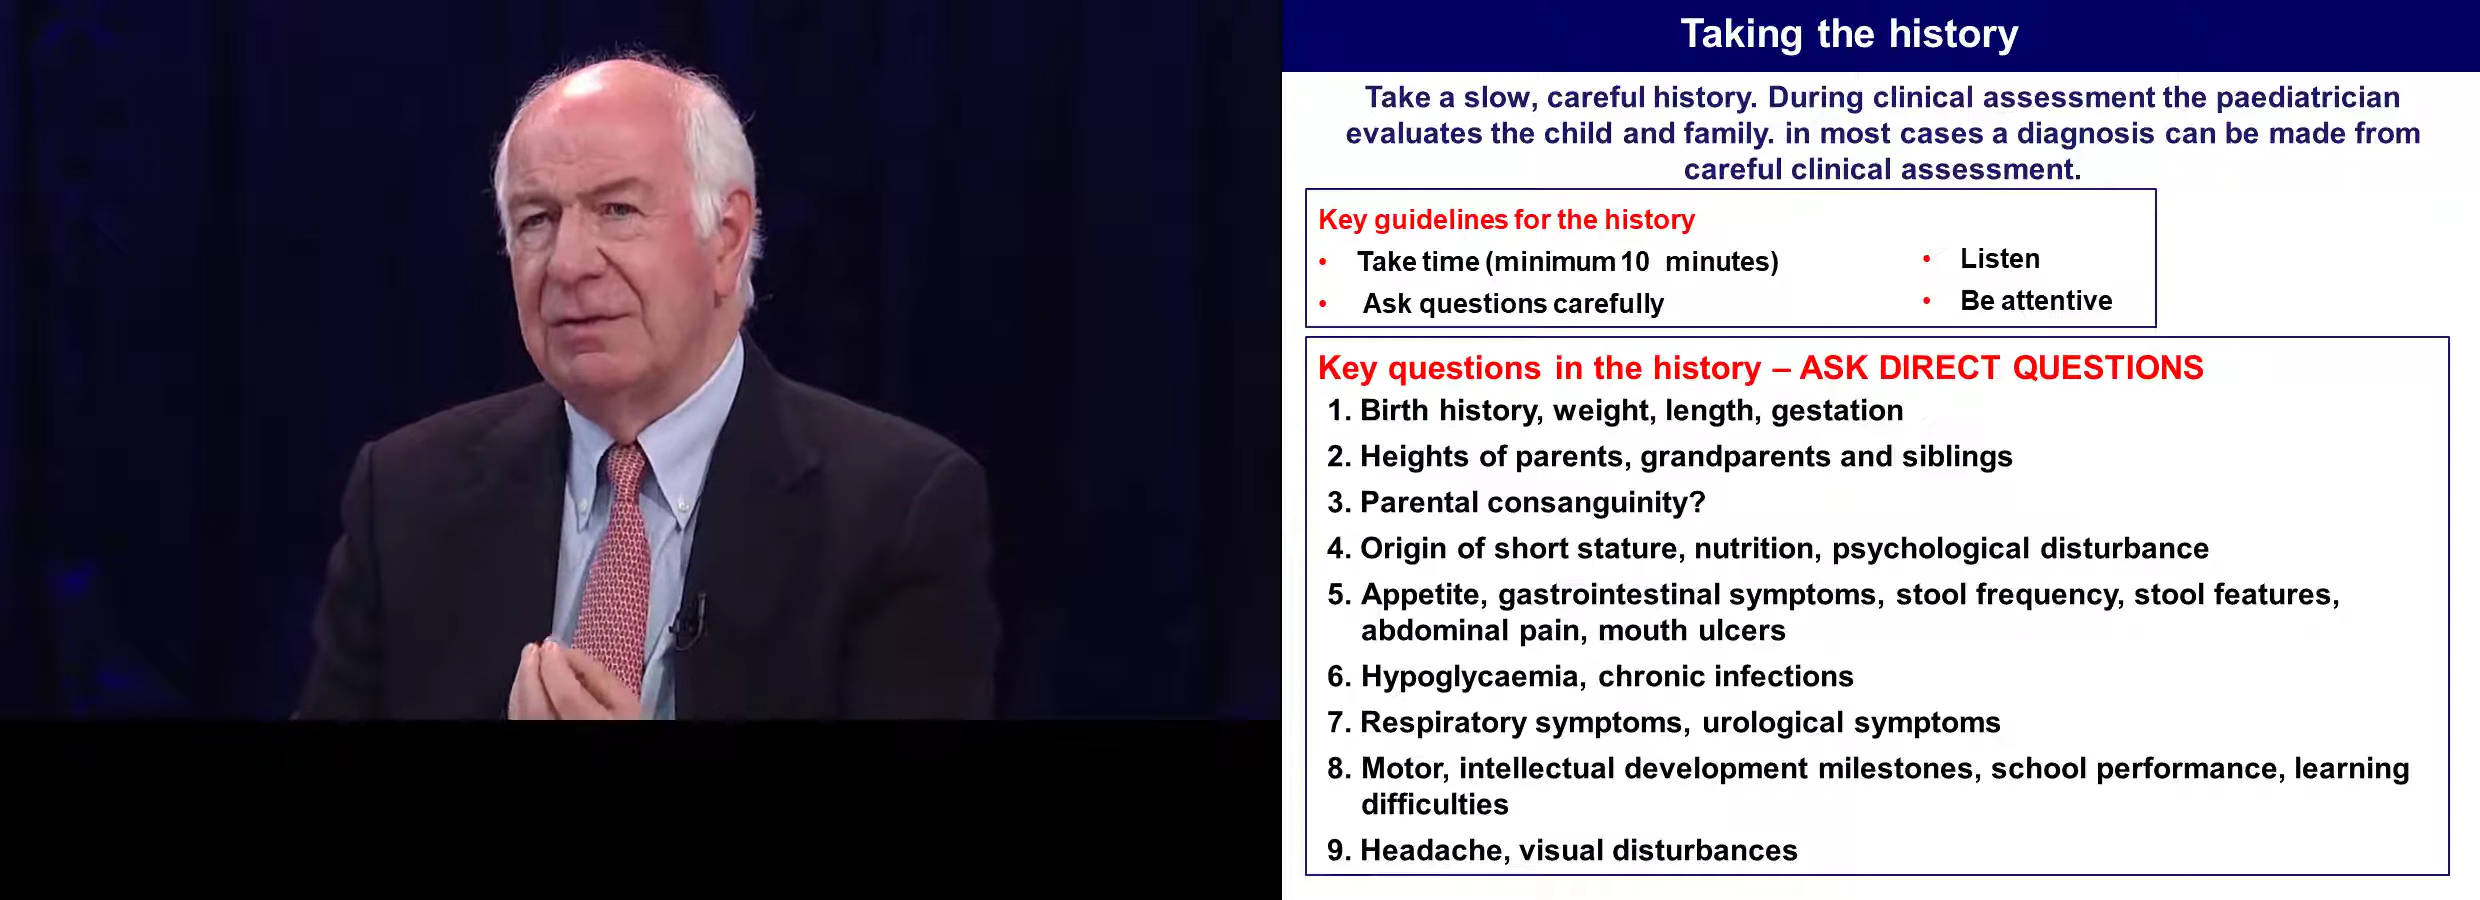 Taking the history
Take a slow, careful history. During clinical assessment the paediatrician
evaluates the child and family. in most cases a diagnosis can be made from
careful clinical assessment.
Key guidelines for the history
• Take time (minimum 10 minutes)
• Ask questions carefully
• Listen
• Be attentive
Key questions in the history – ASK DIRECT QUESTIONS
1. Birth history, weight, length, gestation
2. Heights of parents, grandparents and siblings
3. Parental consanguinity?
4. Origin of short stature, nutrition, psychological disturbance
5. Appetite, gastrointestinal symptoms, stool frequency, stool features,
abdominal pain, mouth ulcers
6. Hypoglycaemia, chronic infections
7. Respiratory symptoms, urological symptoms
8. Motor, intellectual development milestones, school performance, learning
difficulties
9. Headache, visual disturbances